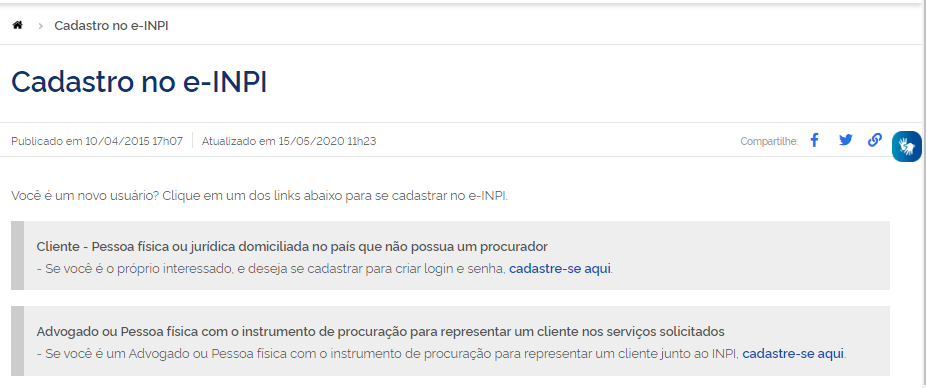 Cadastro no e-INPI
Cadastro no e-INPI
Publicado em 10/04/2015 17h07 Atualizado em 15/05/2020 11h23 Compartilhe:
Você é um novo usuário? Clique em um dos links abaixo para se cadastrar no e-INPI.
Cliente - Pessoa física ou jurídica domiciliada no país que não possua um procurador
- Se você é o próprio interessado, e deseja se cadastrar para criar login e senha, cadastre-se aqui.
Advogado ou Pessoa física com o instrumento de procuração para representar um cliente nos serviços solicitados
- Se você é um Advogado ou Pessoa física com o instrumento de procuração para representar um cliente junto ao INPI, cadastre-se aqui.